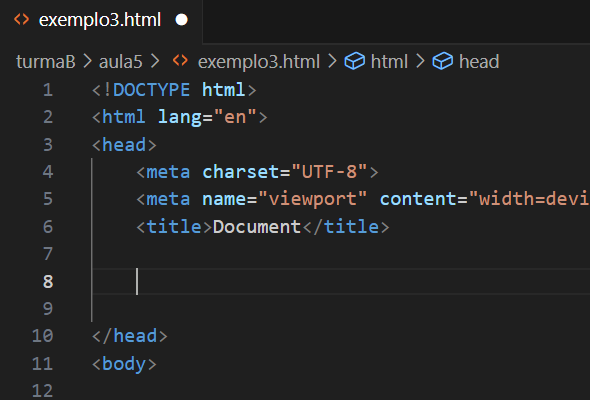 exemplo3.html
turmaB > aula5 > exemplo3.html > html > head
1 <!DOCTYPE html>
2 <html lang="en">
3 <head>
4 <meta charset="UTF-8">
5 <meta name="viewport" content="width=devi
6 <title>Document</title>
7
8
9
10 </head>
11 <body>
12